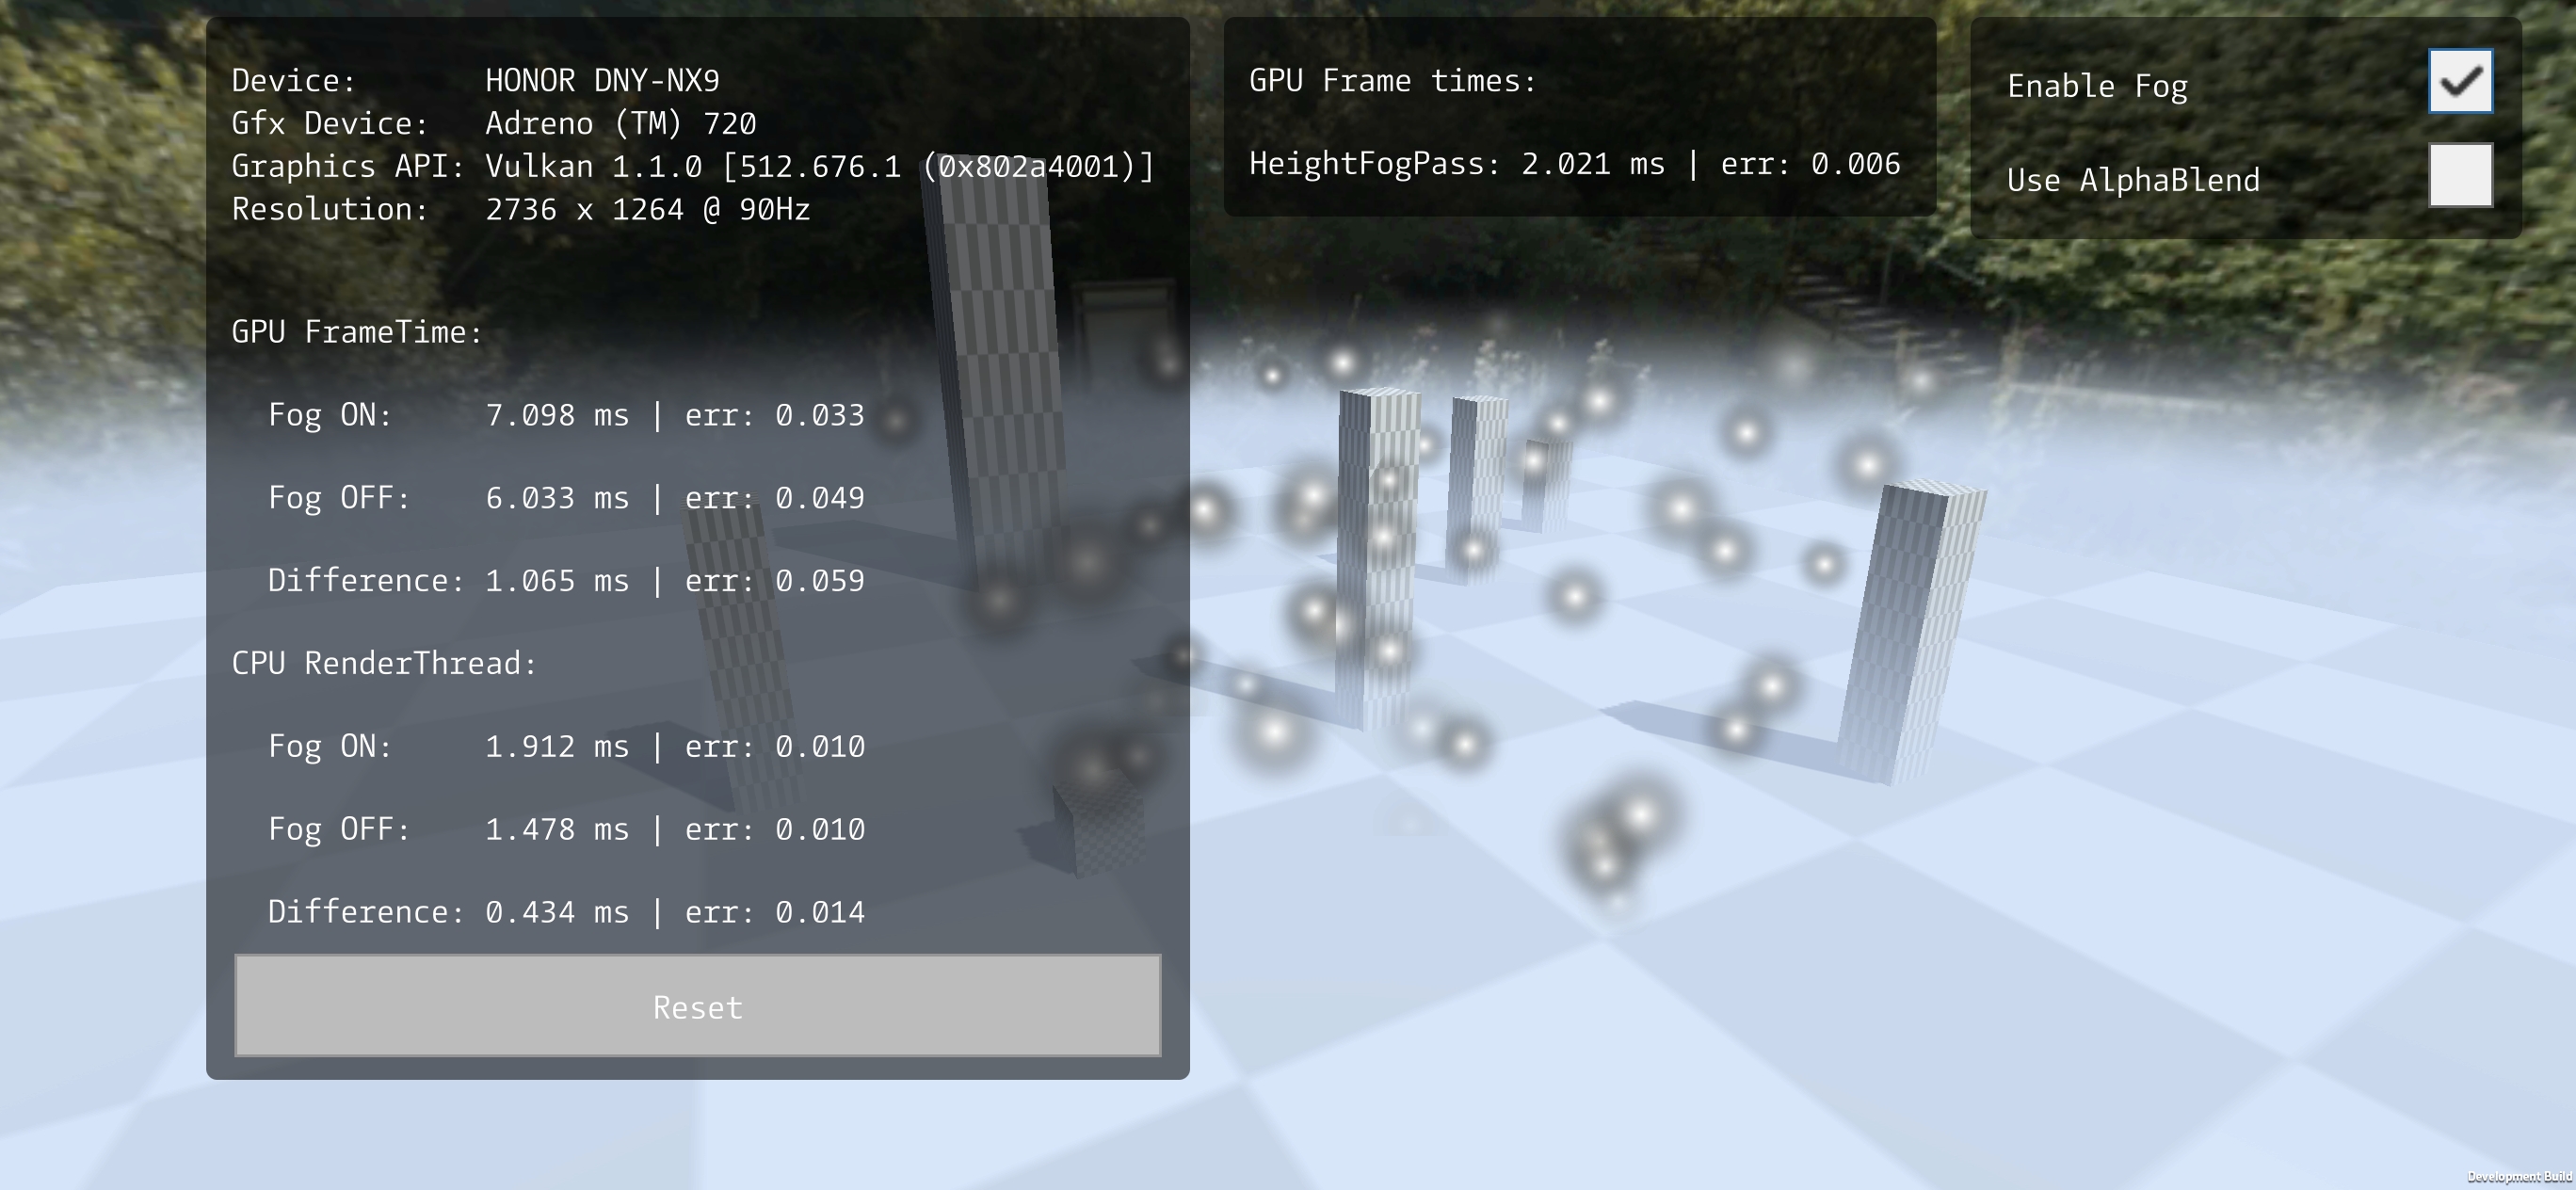 Device:       HONOR DNY-NX9
Gfx Device:   Adreno (TM) 720
Graphics API: Vulkan 1.1.0 [512.676.1 (0x802a4001)]
Resolution:   2736 x 1264 @ 90Hz
GPU FrameTime:
Fog ON:     7.098 ms | err: 0.033
Fog OFF:    6.033 ms | err: 0.049
Difference: 1.065 ms | err: 0.059
CPU RenderThread:
Fog ON:     1.912 ms | err: 0.010
Fog OFF:    1.478 ms | err: 0.010
Difference: 0.434 ms | err: 0.014
Reset
GPU Frame times:
HeightFogPass: 2.021 ms | err: 0.006
Enable Fog
Use AlphaBlend
Development Build